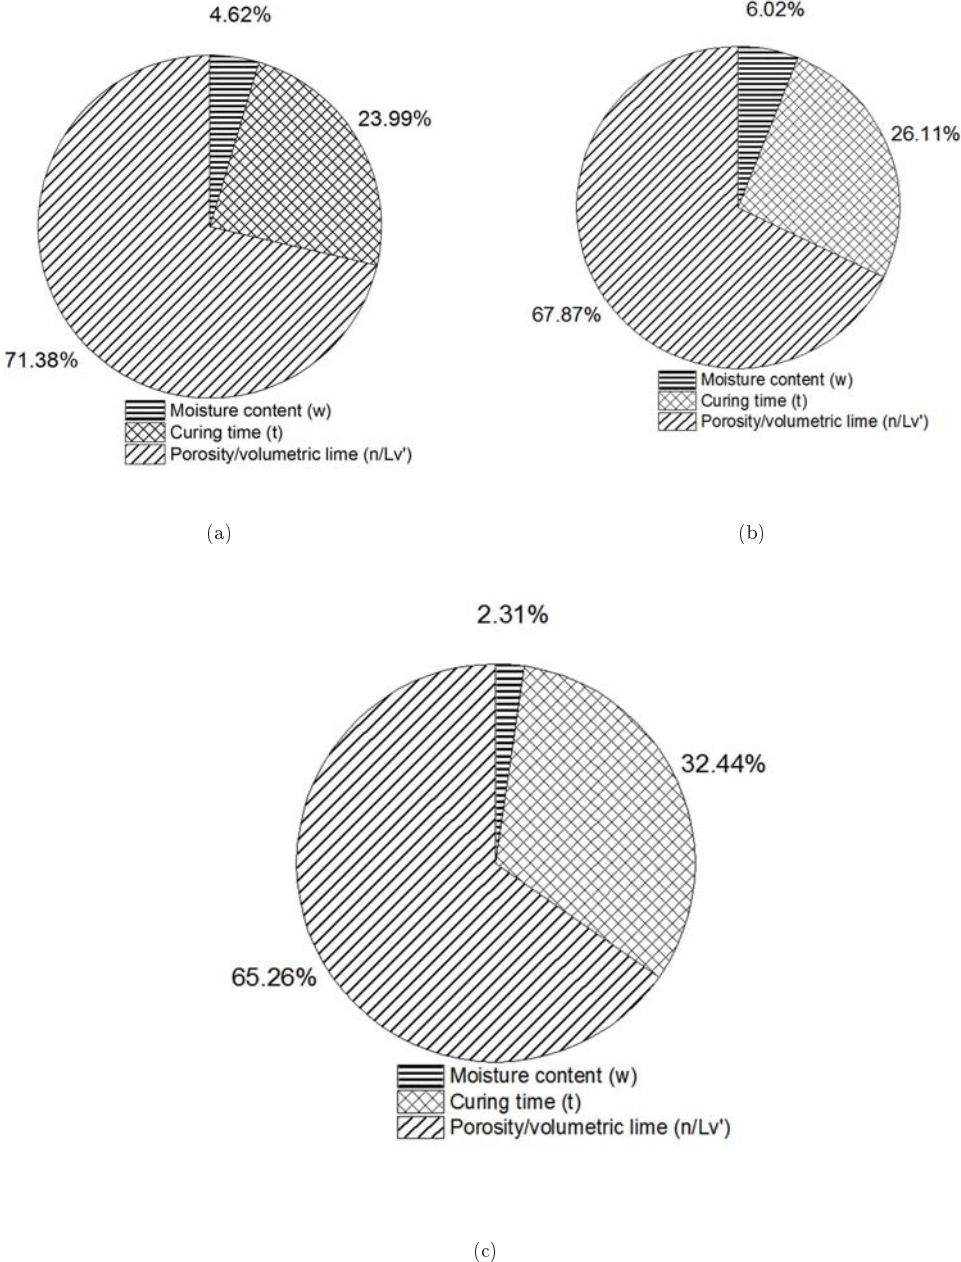 4.62%
23.99%
71.38%
Moisture content (w)
Curing time (t)
Porosity/volumetric lime (n/Lv')
(a)
6.02%
26.11%
67.87%
Moisture content (w)
Curing time (t)
Porosity/volumetric lime (n/Lv')
(b)
2.31%
32.44%
65.26%
Moisture content (w)
Curing time (t)
Porosity/volumetric lime (n/Lv')
(c)